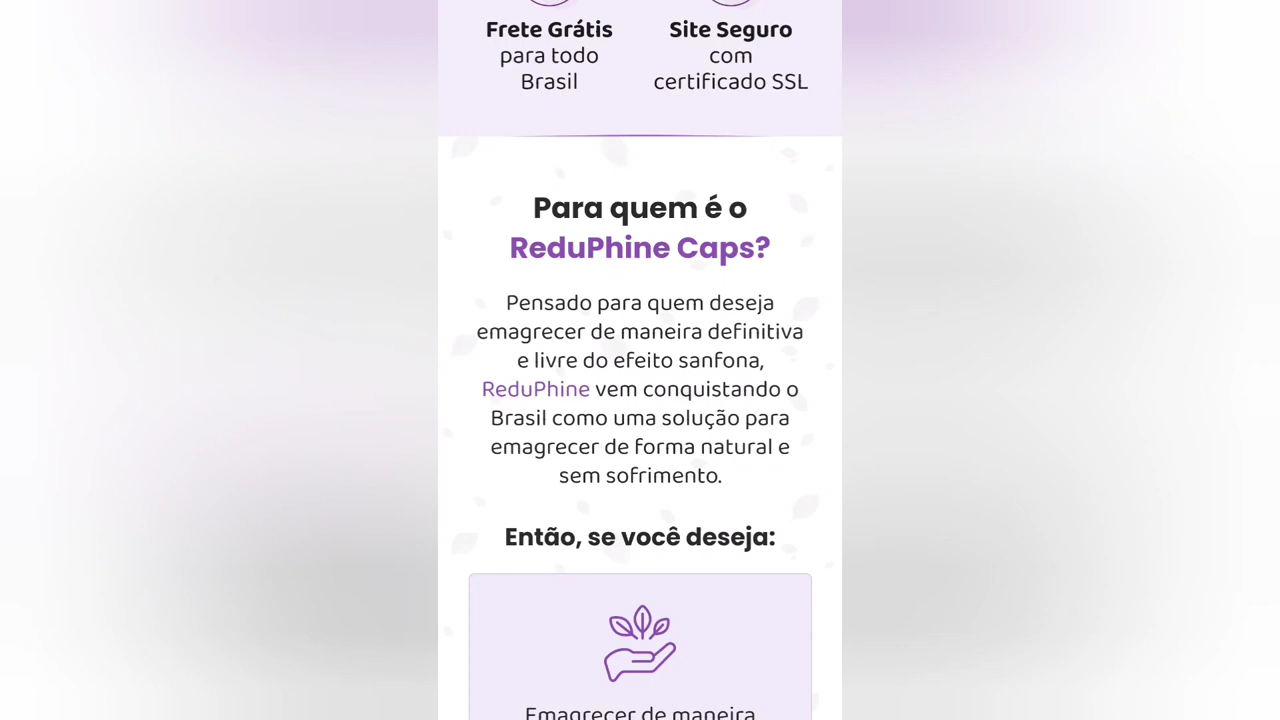 Frete Grátis
para todo
Brasil
Site Seguro
com
certificado SSL
Para quem é o
ReduPhine Caps?
Pensado para quem deseja
emagrecer de maneira definitiva
e livre do efeito sanfona,
ReduPhine vem conquistando o
Brasil como uma solução para
emagrecer de forma natural e
sem sofrimento.
Então, se você deseja:
Emagrecer de maneira